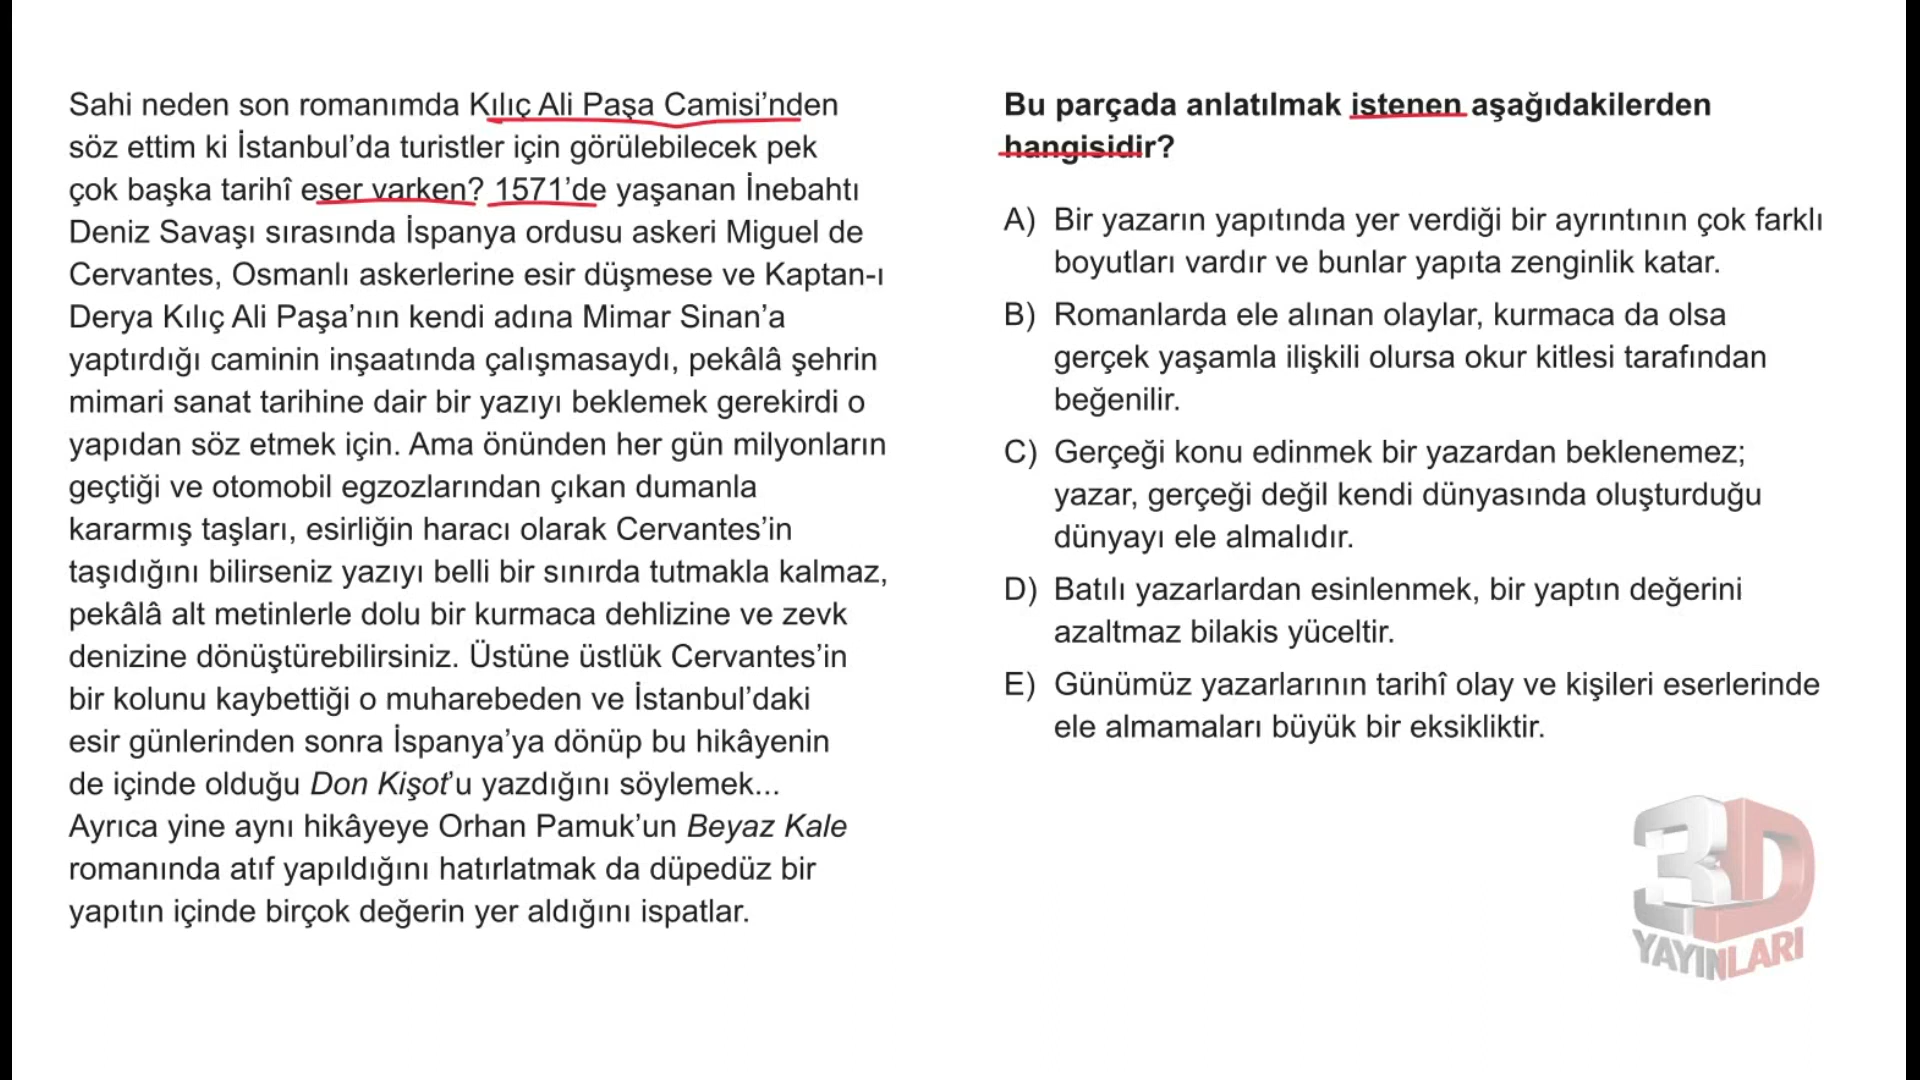 Sahi neden son romanımda Kılıç Ali Paşa Camisi’nden
söz ettim ki İstanbul’da turistler için görülebilecek pek
çok başka tarihî eser varken? 1571’de yaşanan İnebahtı
Deniz Savaşı sırasında İspanya ordusu askeri Miguel de
Cervantes, Osmanlı askerlerine esir düşmese ve Kaptan-ı
Derya Kılıç Ali Paşa’nın kendi adına Mimar Sinan’a
yaptırdığı caminin inşaatında çalışmasaydı, pekâlâ şehrin
mimari sanat tarihine dair bir yazıyı beklemek gerekirdi o
yapıdan söz etmek için. Ama önünden her gün milyonların
geçtiği ve otomobil egzozlarından çıkan dumanla
kararmış taşları, esirliğin haracı olarak Cervantes’in
taşıdığını bilirseniz yazıyı belli bir sınırda tutmakla kalmaz,
pekâlâ alt metinlerle dolu bir kurmaca dehlizine ve zevk
denizine dönüştürebilirsiniz. Üstüne üstlük Cervantes’in
bir kolunu kaybettiği o muharebeden ve İstanbul’daki
esir günlerinden sonra İspanya’ya dönüp bu hikâyenin
de içinde olduğu Don Kişot’u yazdığını söylemek...
Ayrıca yine aynı hikâyeye Orhan Pamuk’un Beyaz Kale
romanında atıf yapıldığını hatırlatmak da düpedüz bir
yapıtın içinde birçok değerin yer aldığını ispatlar.
Bu parçada anlatılmak istenen aşağıdakilerden
hangisidir?
A) Bir yazarın yapıtında yer verdiği bir ayrıntının çok farklı
boyutları vardır ve bunlar yapıta zenginlik katar.
B) Romanlarda ele alınan olaylar, kurmaca da olsa
gerçek yaşamla ilişkili olursa okur kitlesi tarafından
beğenilir.
C) Gerçeği konu edinmek bir yazardan beklenemez;
yazar, gerçeği değil kendi dünyasında oluşturduğu
dünyayı ele almalıdır.
D) Batılı yazarlardan esinlenmek, bir yaptın değerini
azaltmaz bilakis yüceltir.
E) Günümüz yazarlarının tarihî olay ve kişileri eserlerinde
ele almamaları büyük bir eksikliktir.
3D
YAYINLARI